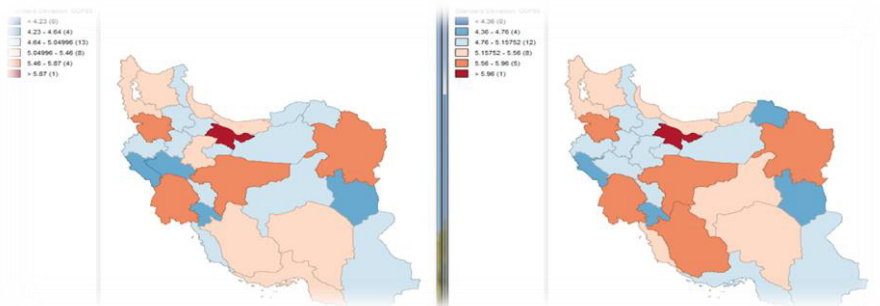 < 4.23 (0)
4.23 - 4.64 (4)
4.64 - 5.04996 (13)
5.04996 - 5.46 (8)
5.46 - 5.87 (4)
> 5.87 (1)
< 4.36 (0)
4.36 - 4.76 (4)
4.76 - 5.15752 (12)
5.15752 - 5.56 (8)
5.56 - 5.96 (5)
> 5.96 (1)